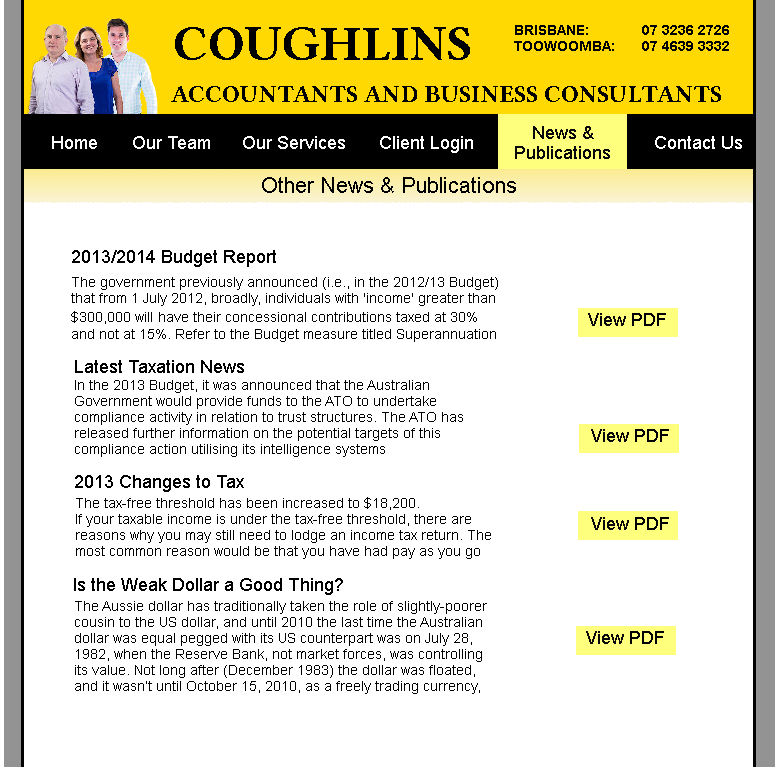 COUGHLINS
BRISBANE: 07 3236 2726
TOOWOOMBA: 07 4639 3332
ACCOUNTANTS AND BUSINESS CONSULTANTS
Home Our Team Our Services Client Login News & Publications Contact Us
Other News & Publications
2013/2014 Budget Report
The government previously announced (i.e., in the 2012/13 Budget)
that from 1 July 2012, broadly, individuals with 'income' greater than
$300,000 will have their concessional contributions taxed at 30%
and not at 15%. Refer to the Budget measure titled Superannuation
View PDF
Latest Taxation News
In the 2013 Budget, it was announced that the Australian
Government would provide funds to the ATO to undertake
compliance activity in relation to trust structures. The ATO has
released further information on the potential targets of this
compliance action utilising its intelligence systems
View PDF
2013 Changes to Tax
The tax-free threshold has been increased to $18,200.
If your taxable income is under the tax-free threshold, there are
reasons why you may still need to lodge an income tax return. The
most common reason would be that you have had pay as you go
View PDF
Is the Weak Dollar a Good Thing?
The Aussie dollar has traditionally taken the role of slightly-poorer
cousin to the US dollar, and until 2010 the last time the Australian
dollar was equal pegged with its US counterpart was on July 28,
1982, when the Reserve Bank, not market forces, was controlling
its value. Not long after (December 1983) the dollar was floated,
and it wasn't until October 15, 2010, as a freely trading currency,
View PDF